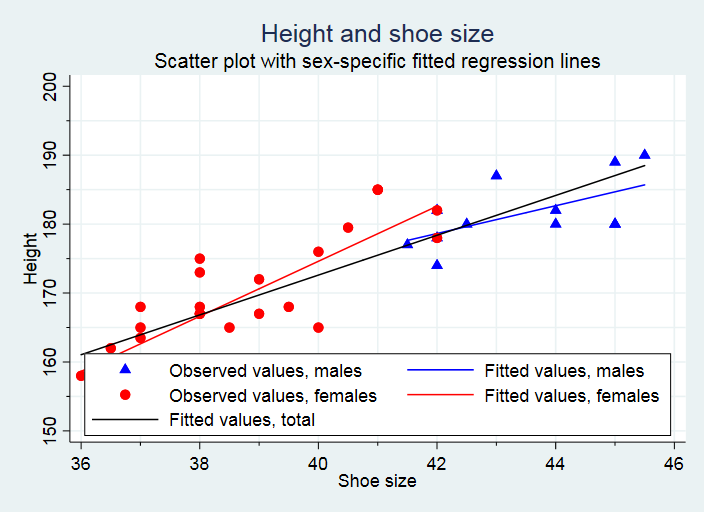 Height and shoe size
Scatter plot with sex-specific fitted regression lines
200
190
180
170
160
150
Height
Observed values, males
Fitted values, males
Observed values, females
Fitted values, females
Fitted values, total
36 38 40 42 44 46
Shoe size